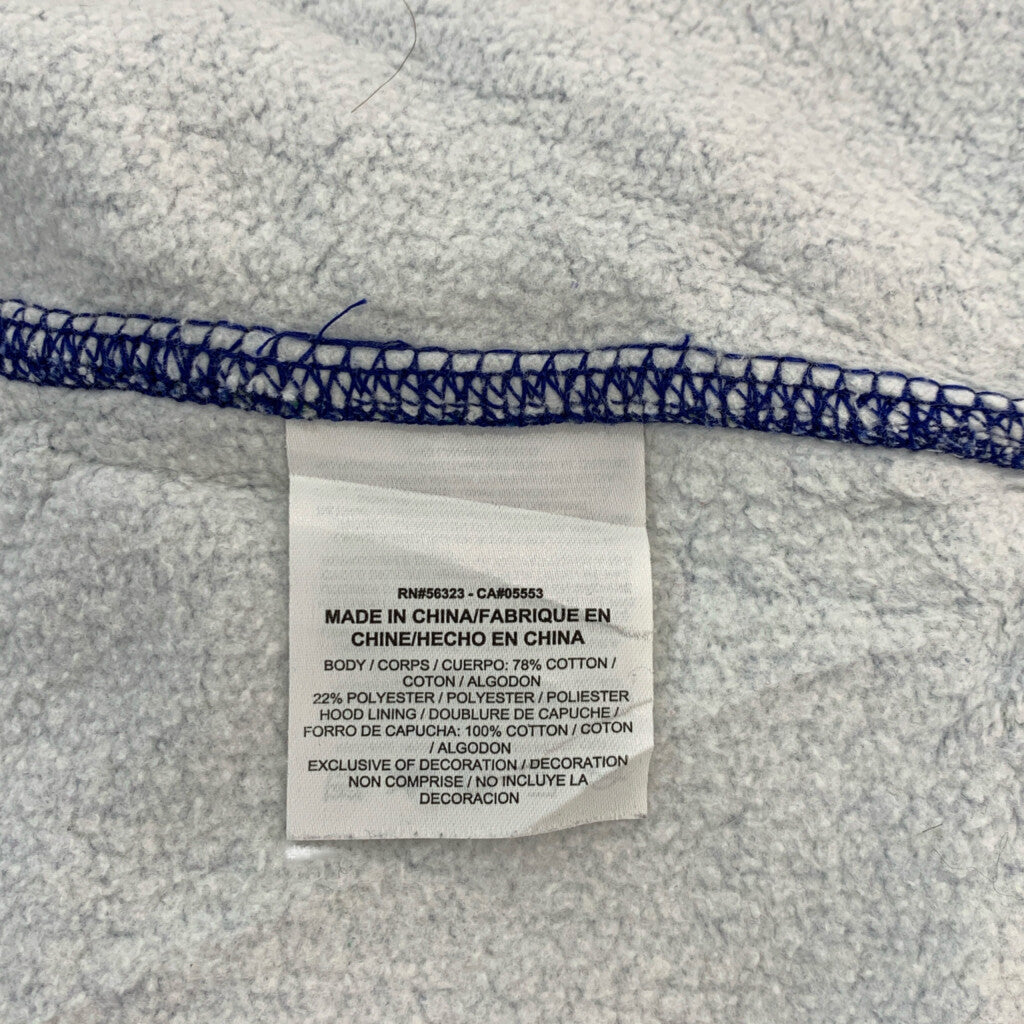 RN#56323 - CA#05553
MADE IN CHINA/FABRIQUE EN
CHINE/HECHO EN CHINA
BODY / CORPS / CUERPO: 78% COTTON /
COTON / ALGODON
22% POLYESTER / POLYESTER / POLIESTER
HOOD LINING / DOUBLURE DE CAPUCHE /
FORRO DE CAPUCHA: 100% COTTON / COTON
/ ALGODON
EXCLUSIVE OF DECORATION / DECORATION
NON COMPRISE / NO INCLUYE LA
DECORACION